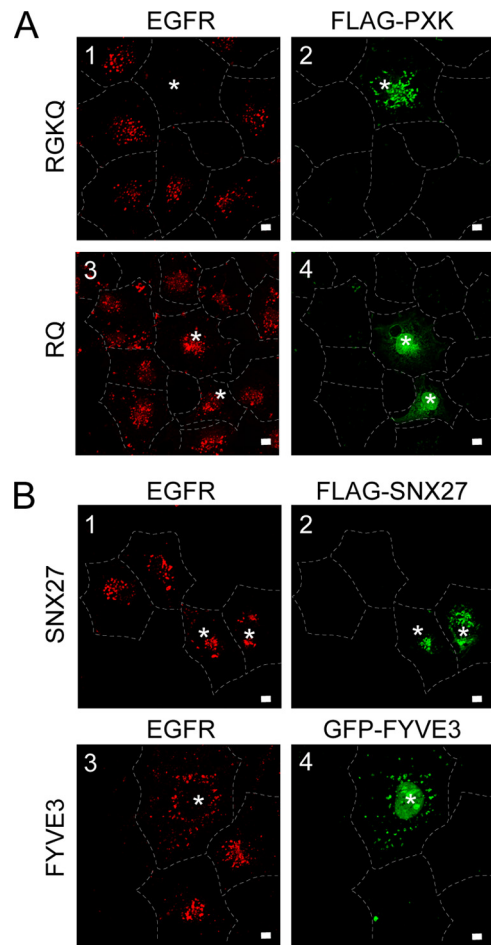 A
EGFR FLAG-PXK
RGKQ
1 * 2 *
RQ
3 * * 4 * *
B
EGFR FLAG-SNX27
SNX27
1 * * 2 * *
EGFR GFP-FYVE3
FYVE3
3 * 4 *